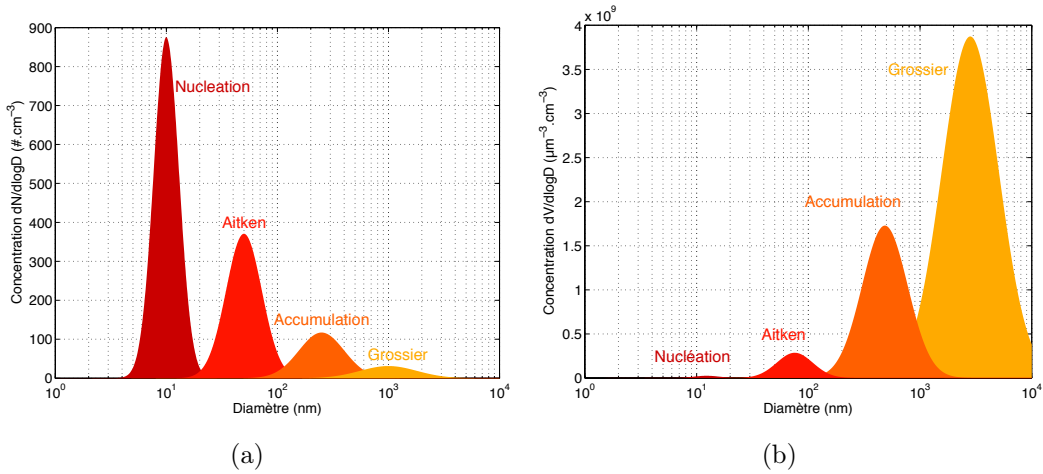 900
800
700
600
500
400
300
200
100
0
10⁰
10¹
10²
10³
10⁴
Concentration dN/dlogD (#.cm⁻³)
Diamètre (nm)
Nucleation
Aitken
Accumulation
Grossier
(a)
4
x 10⁹
3.5
3
2.5
2
1.5
1
0.5
0
10⁰
10¹
10²
10³
10⁴
Concentration dV/dlogD (µm⁻³.cm⁻³)
Diamètre (nm)
Nucléation
Aitken
Accumulation
Grossier
(b)